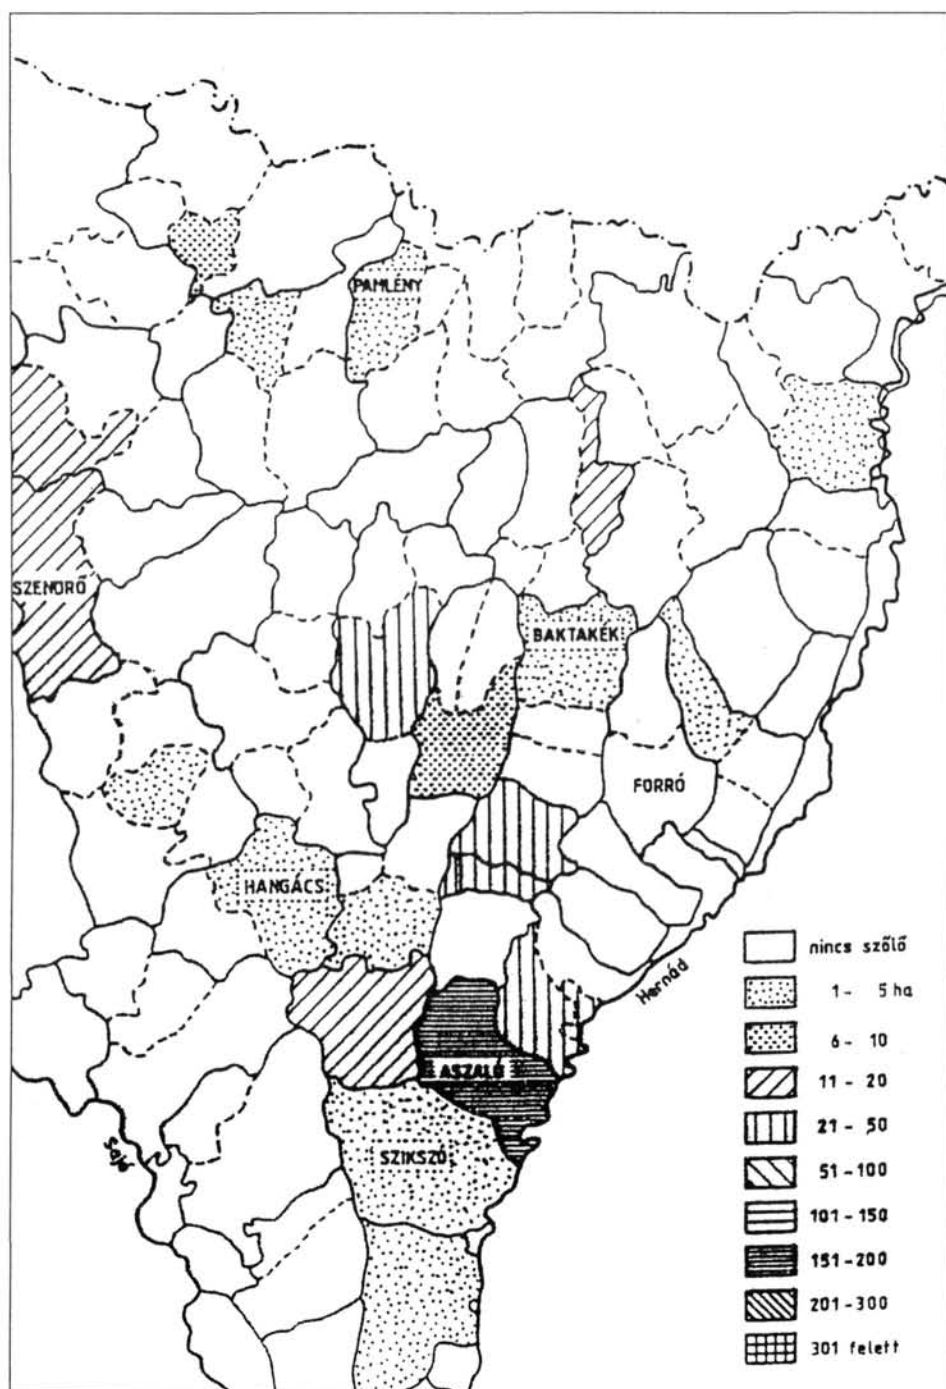 PAMLÉNY
SZENDRŐ
BAKTAKÉK
FORRÓ
HANGÁCS
Hernád
ASZALÓ
Sajó
SZIKSZÓ
nincs szőlő
1 - 5 ha
6 - 10
11 - 20
21 - 50
51 - 100
101 - 150
151 - 200
201 - 300
301 felett